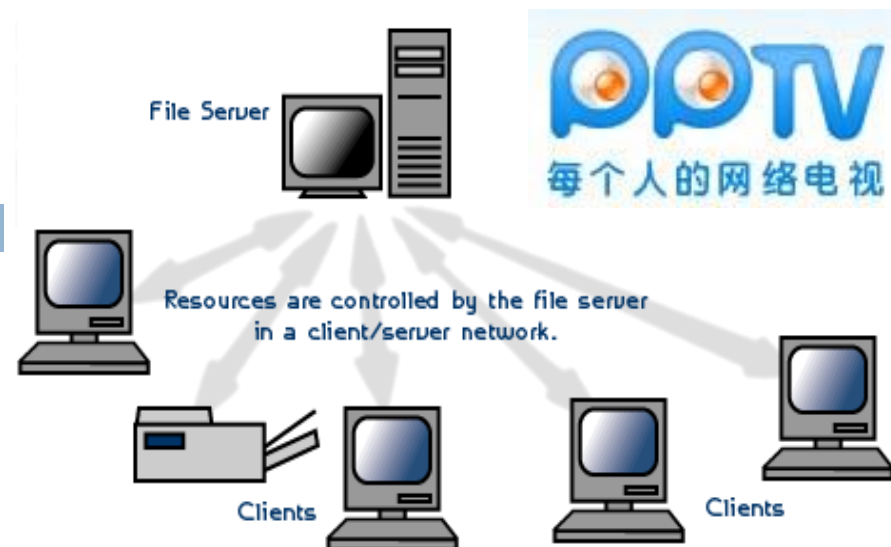 File Server
PPTV
每个人的网络电视
Resources are controlled by the file server
in a client/server network.
Clients
Clients